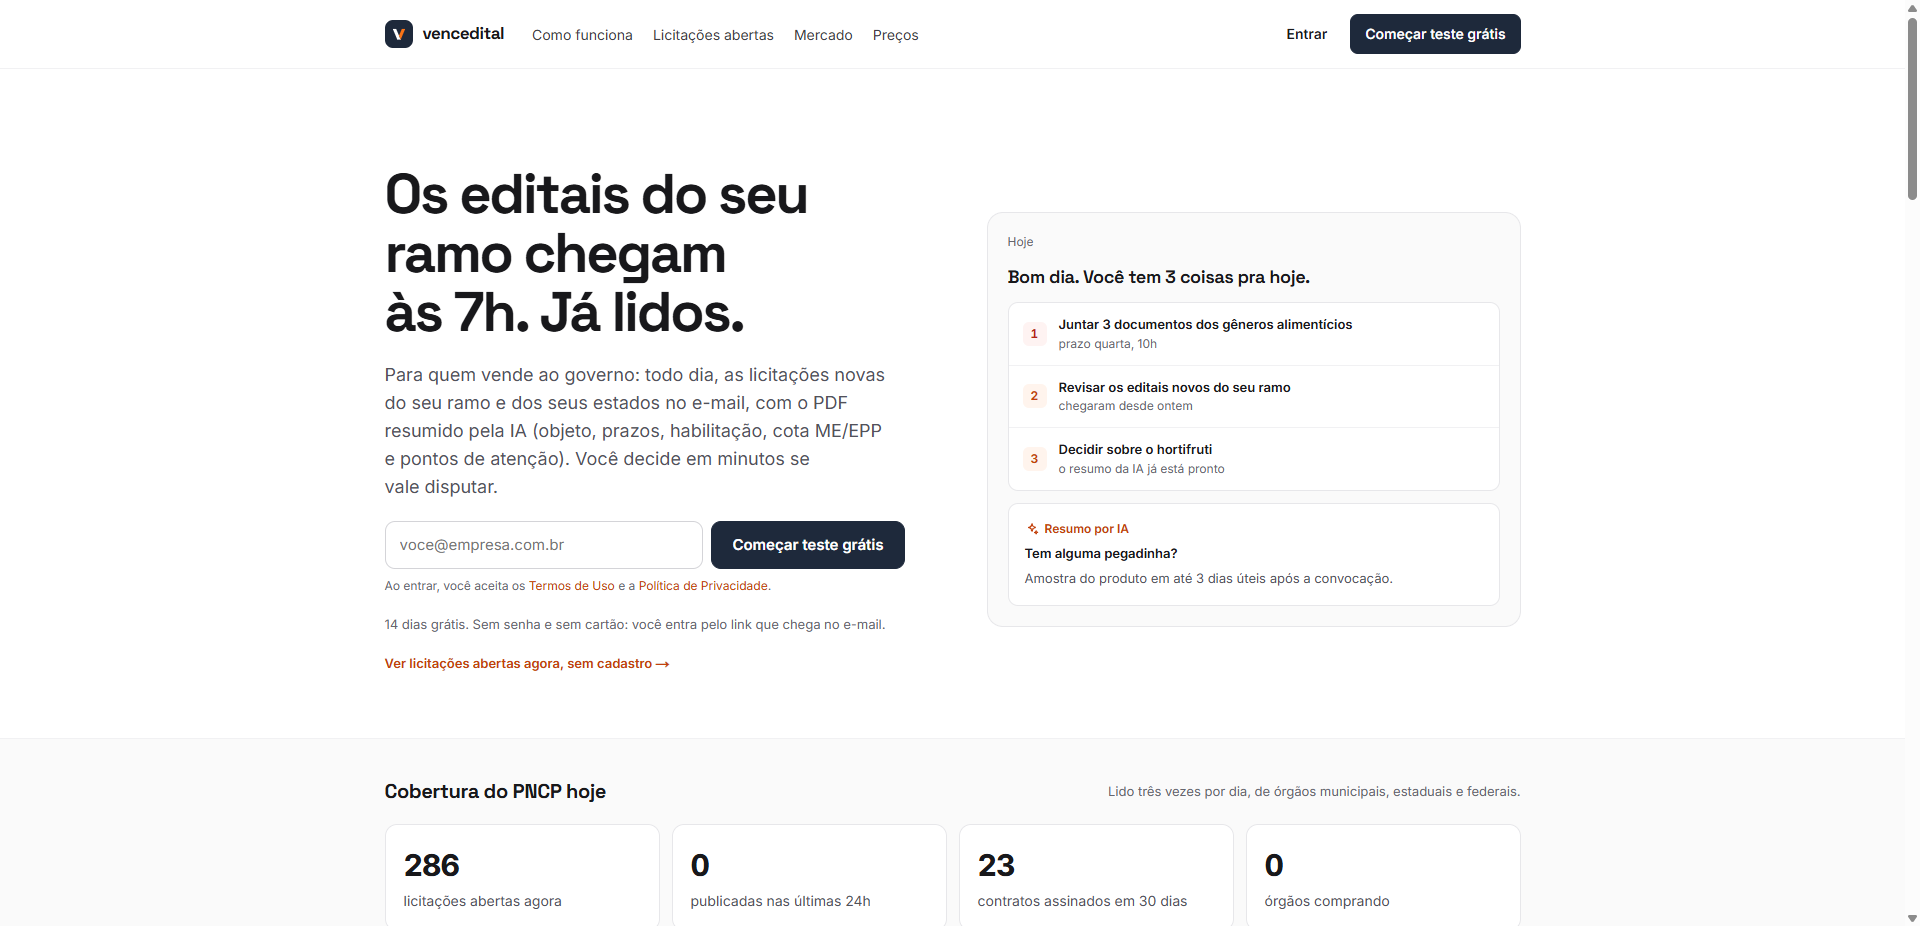 vencedital
Como funciona
Licitações abertas
Mercado
Preços
Entrar
Começar teste grátis
Os editais do seu
ramo chegam
às 7h. Já lidos.
Para quem vende ao governo: todo dia, as licitações novas
do seu ramo e dos seus estados no e-mail, com o PDF
resumido pela IA (objeto, prazos, habilitação, cota ME/EPP
e pontos de atenção). Você decide em minutos se
vale disputar.
voce@empresa.com.br
Começar teste grátis
Ao entrar, você aceita os Termos de Uso e a Política de Privacidade.
14 dias grátis. Sem senha e sem cartão: você entra pelo link que chega no e-mail.
Ver licitações abertas agora, sem cadastro →
Hoje
Bom dia. Você tem 3 coisas pra hoje.
1
Juntar 3 documentos dos gêneros alimentícios
prazo quarta, 10h
2
Revisar os editais novos do seu ramo
chegaram desde ontem
3
Decidir sobre o hortifruti
o resumo da IA já está pronto
Resumo por IA
Tem alguma pegadinha?
Amostra do produto em até 3 dias úteis após a convocação.
Cobertura do PNCP hoje
Lido três vezes por dia, de órgãos municipais, estaduais e federais.
286
licitações abertas agora
0
publicadas nas últimas 24h
23
contratos assinados em 30 dias
0
órgãos comprando